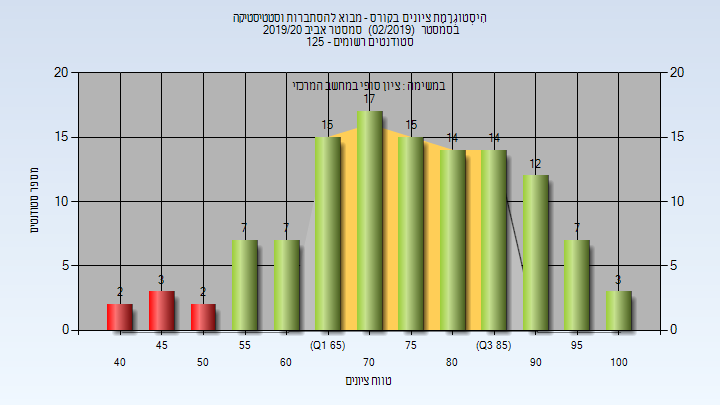 היסטוגרמת ציונים בקורס - מבוא להסתברות וסטטיסטיקה
בסמסטר (02/2019) סמסטר אביב 2019/20
סטודנטים רשומים - 125
במשימה : ציון סופי במחשב המרכזי
מספר סטודנטים
20 20
15 15
10 10
5 5
0 0
2 3 2 7 7 15 17 15 14 14 12 7 3
40 45 50 55 60 (Q1 65) 70 75 80 (Q3 85) 90 95 100
טווח ציונים